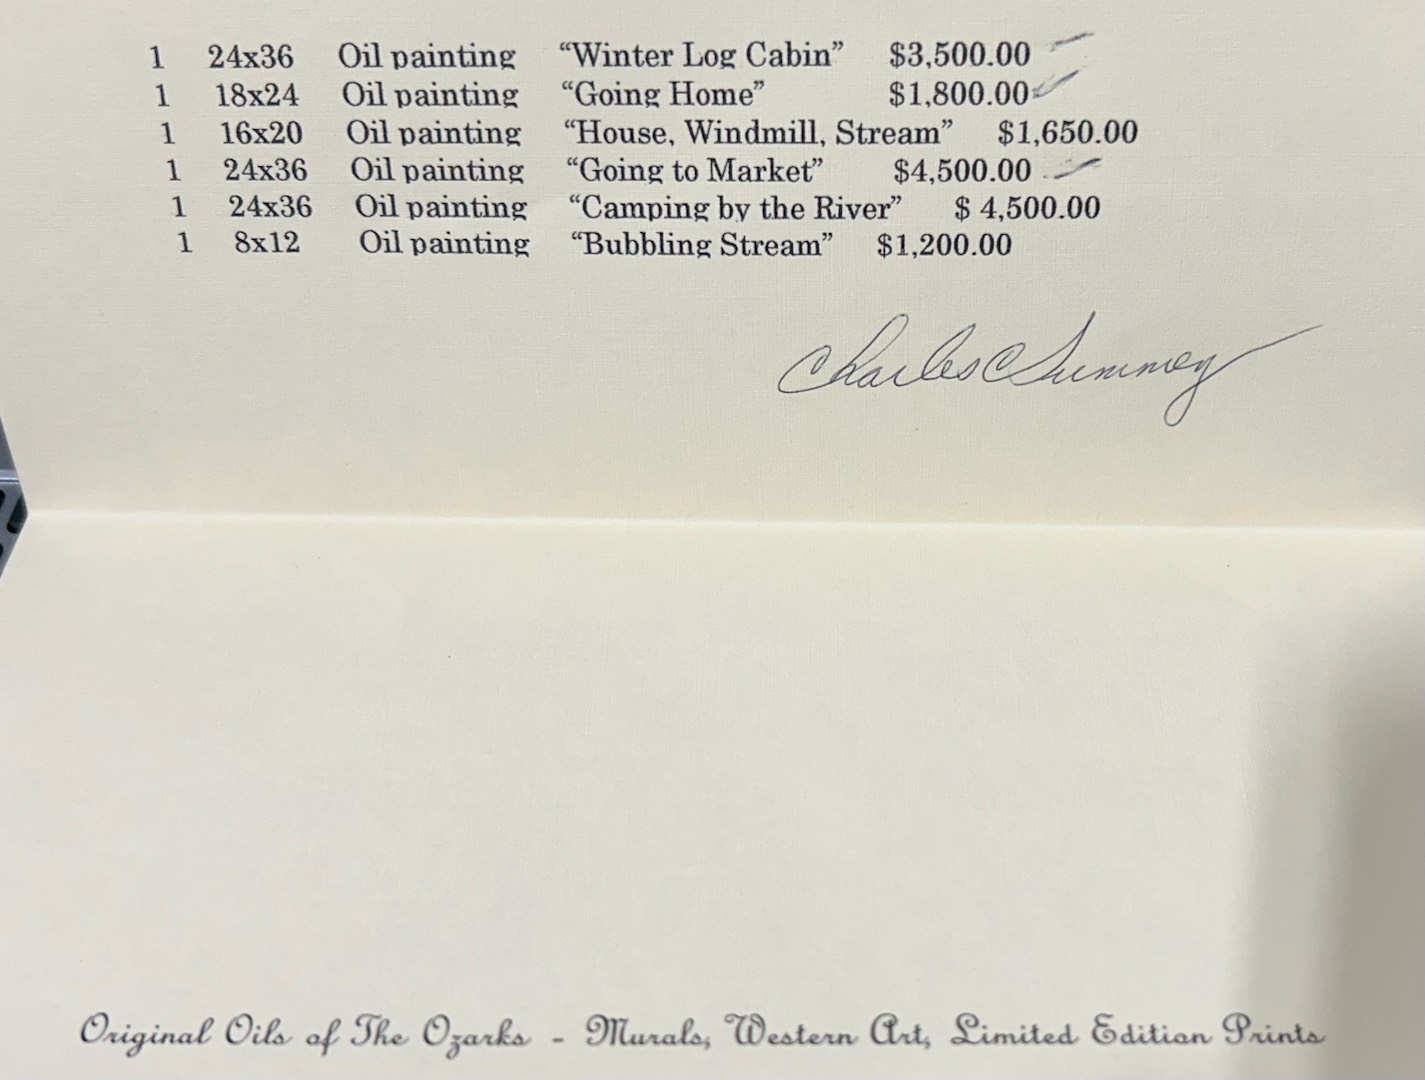 1 24x36 Oil painting “Winter Log Cabin” $3,500.00
1 18x24 Oil painting “Going Home” $1,800.00
1 16x20 Oil painting “House, Windmill, Stream” $1,650.00
1 24x36 Oil painting “Going to Market” $4,500.00
1 24x36 Oil painting “Camping by the River” $ 4,500.00
1 8x12 Oil painting “Bubbling Stream” $1,200.00
Charles C Summey
Original Oils of The Ozarks - Murals, Western Art, Limited Edition Prints